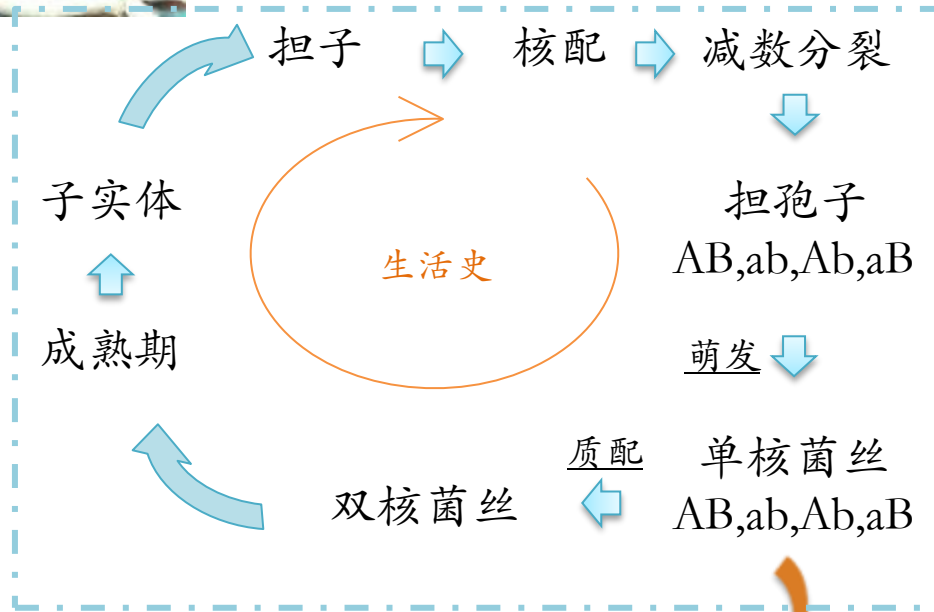 担子
核配
减数分裂
担孢子
AB,ab,Ab,aB
萌发
单核菌丝
AB,ab,Ab,aB
质配
双核菌丝
成熟期
子实体
生活史